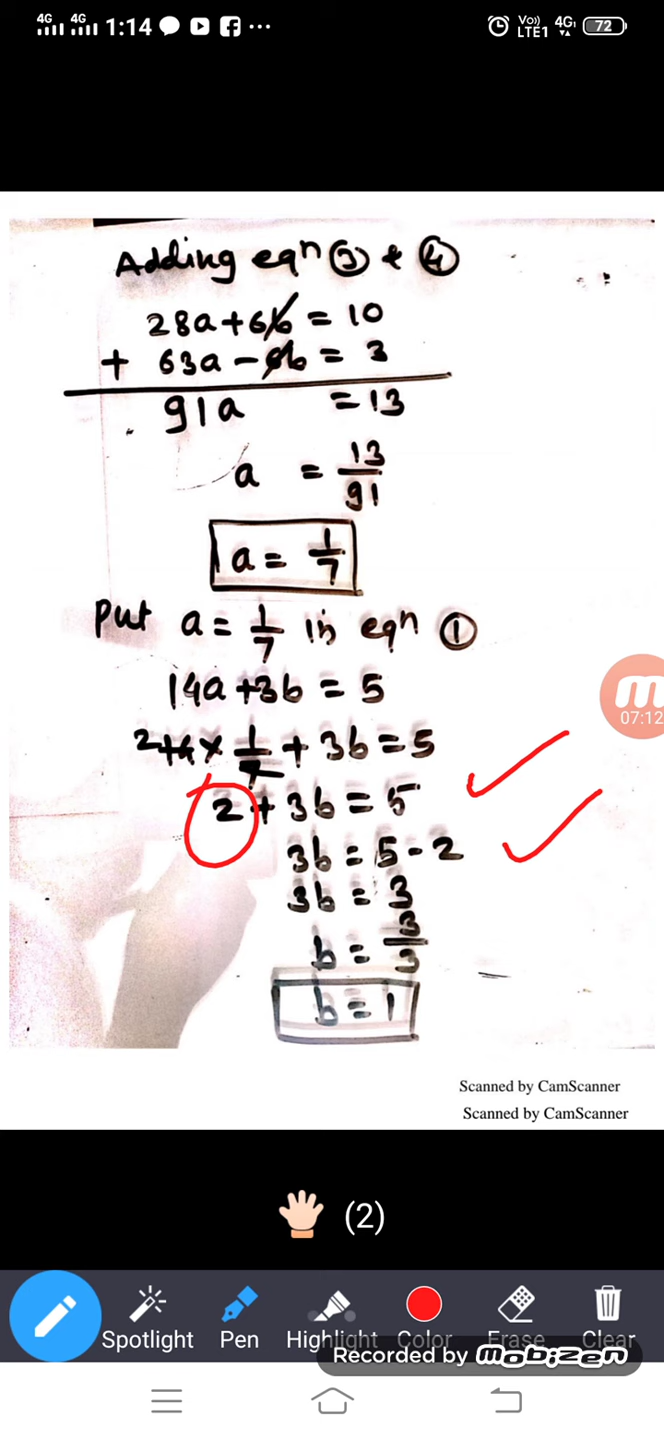 4G 4G 1:14 ... Vo)) LTE1 4G 72
Adding eqn ③ & ④
28a+6b = 10
+ 63a - 6b = 3
91a = 13
a = 13/91
a = 1/7
Put a = 1/7 in eqn ①
14a+3b = 5
2 14 x 1/7 + 3b = 5
2 + 3b = 5
3b = 5 - 2
3b = 3
b = 3/3
b = 1
m
07:12
Scanned by CamScanner
Scanned by CamScanner
(2)
Spotlight Pen Highlight Color Erase Clear
Recorded by mobizen